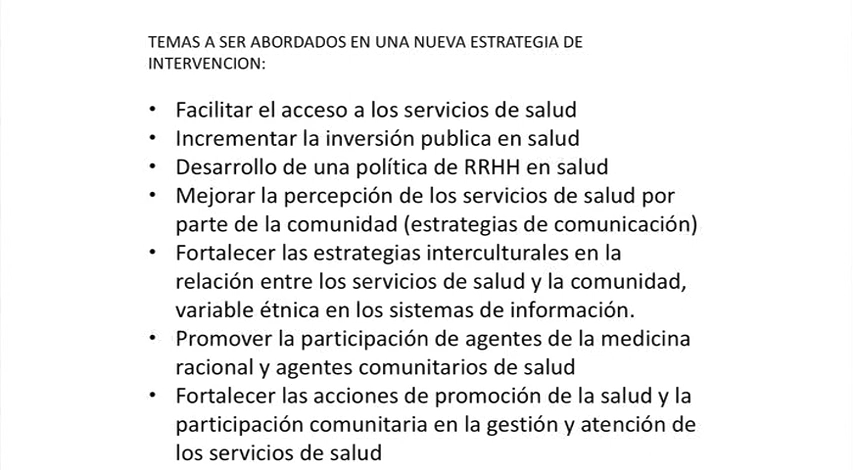 TEMAS A SER ABORDADOS EN UNA NUEVA ESTRATEGIA DE
INTERVENCION:
• Facilitar el acceso a los servicios de salud
• Incrementar la inversión publica en salud
• Desarrollo de una política de RRHH en salud
• Mejorar la percepción de los servicios de salud por
parte de la comunidad (estrategias de comunicación)
• Fortalecer las estrategias interculturales en la
relación entre los servicios de salud y la comunidad,
variable étnica en los sistemas de información.
• Promover la participación de agentes de la medicina
racional y agentes comunitarios de salud
• Fortalecer las acciones de promoción de la salud y la
participación comunitaria en la gestión y atención de
los servicios de salud